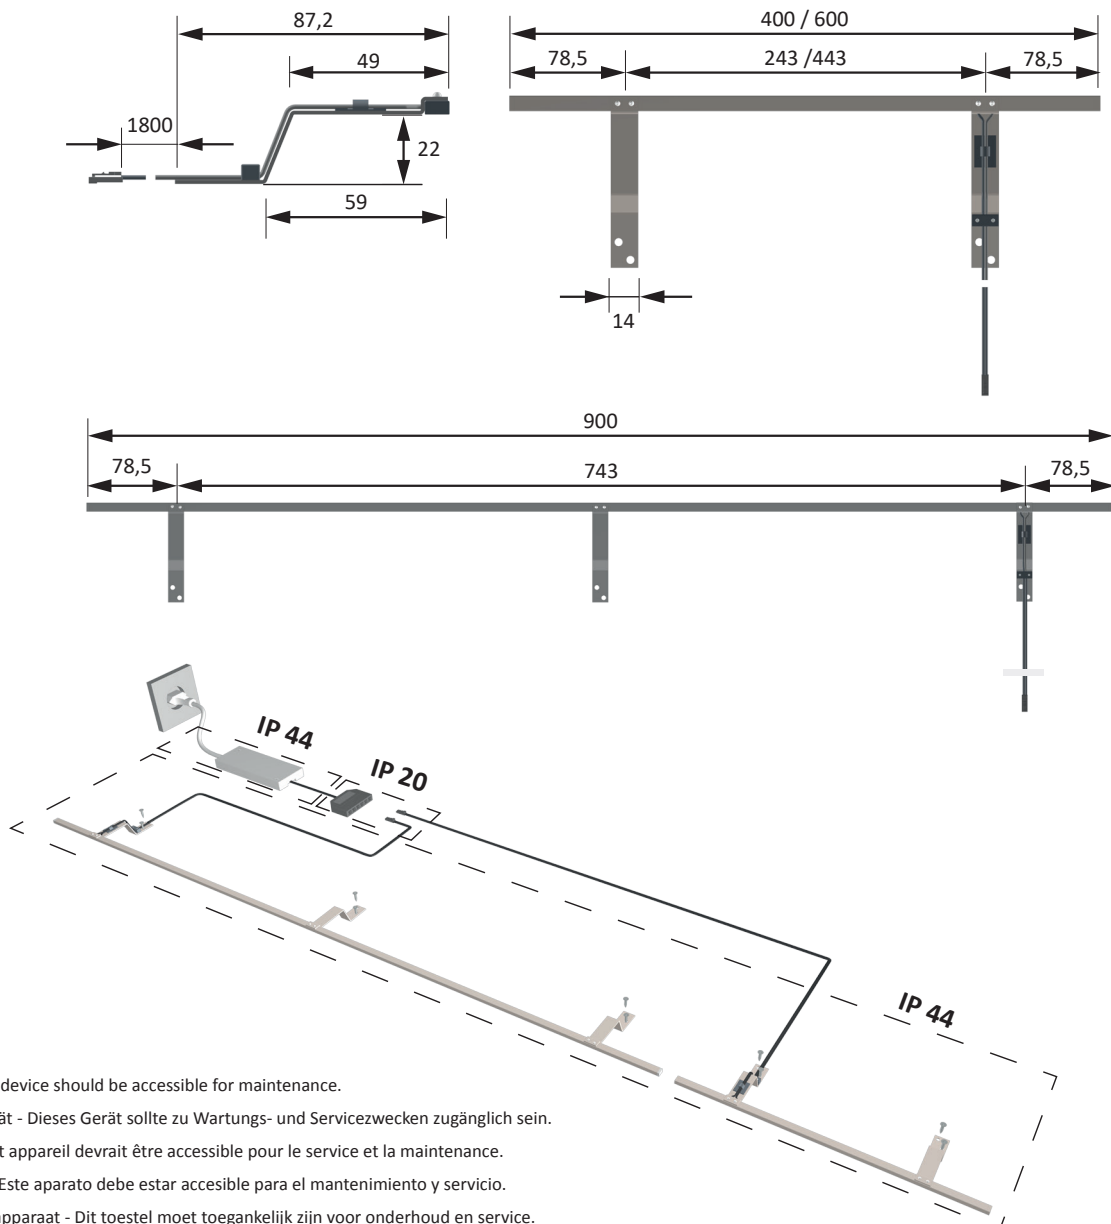 87,2
49
1800
22
59
400 / 600
78,5
243 /443
78,5
14
900
78,5
743
78,5
IP 44
IP 20
IP 44
device should be accessible for maintenance.
ät - Dieses Gerät sollte zu Wartungs- und Servicezwecken zugänglich sein.
t appareil devrait être accessible pour le service et la maintenance.
Este aparato debe estar accesible para el mantenimiento y servicio.
apparaat - Dit toestel moet toegankelijk zijn voor onderhoud en service.